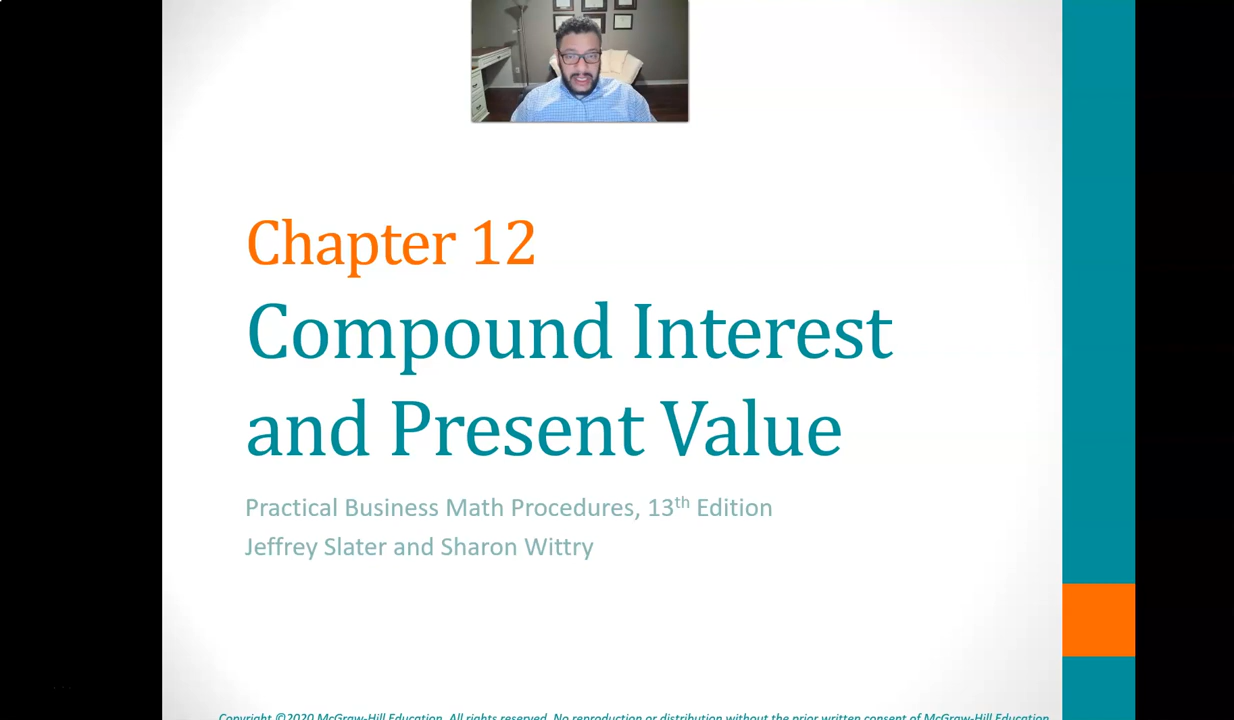 Chapter 12
Compound Interest
and Present Value
Practical Business Math Procedures, 13th Edition
Jeffrey Slater and Sharon Wittry
Copyright ©2020 McGraw-Hill Education. All rights reserved. No reproduction or distribution without the prior written consent of McGraw-Hill Education